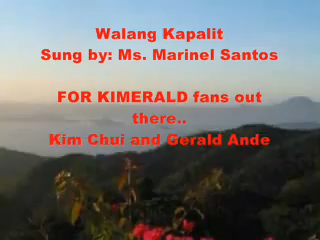 Walang Kapalit
Sung by: Ms. Marinel Santos
FOR KIMERALD fans out
there..
Kim Chui and Gerald Ande